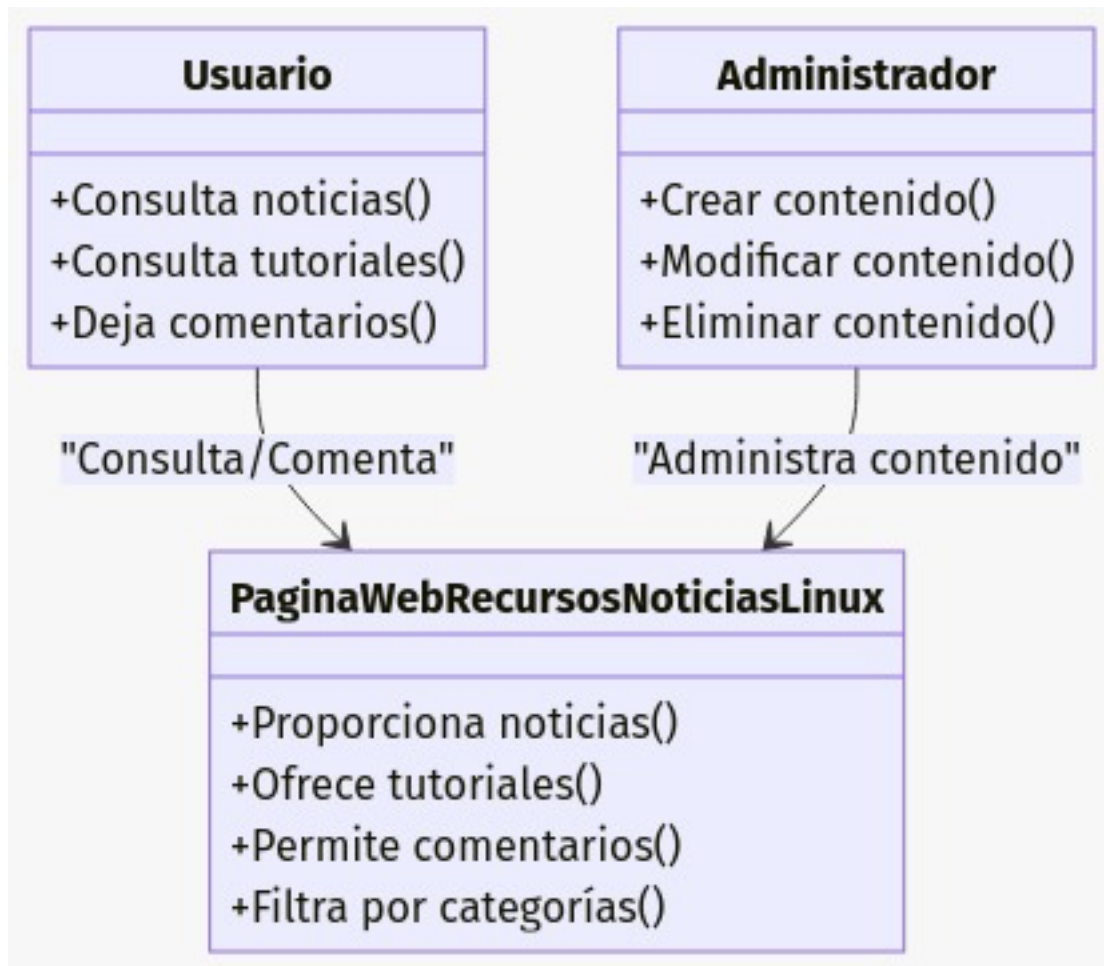 Usuario
+Consulta noticias()
+Consulta tutoriales()
+Deja comentarios()
Administrador
+Crear contenido()
+Modificar contenido()
+Eliminar contenido()
"Consulta/Comenta"
"Administra contenido"
PaginaWebRecursosNoticiasLinux
+Proporciona noticias()
+Ofrece tutoriales()
+Permite comentarios()
+Filtra por categorías()